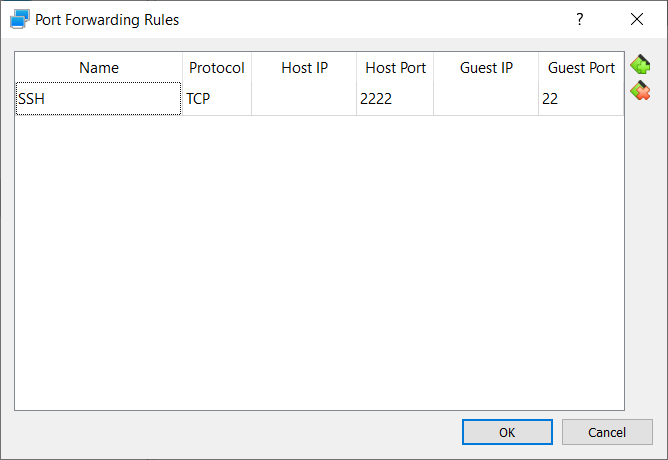 Port Forwarding Rules ?
Name Protocol Host IP Host Port Guest IP Guest Port
SSH TCP 2222 22
OK Cancel